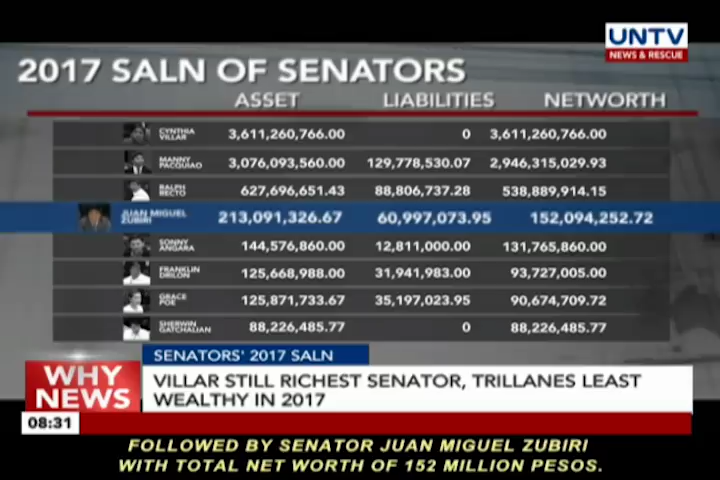 UNTV
NEWS & RESCUE
2017 SALN OF SENATORS
ASSET LIABILITIES NETWORTH
CYNTHIA VILLAR 3,611,260,766.00 0 3,611,260,766.00
MANNY PACQUIAO 3,076,093,560.00 129,778,530.07 2,946,315,029.93
RALPH RECTO 627,696,651.43 88,806,737.28 538,889,914.15
JUAN MIGUEL ZUBIRI 213,091,326.67 60,997,073.95 152,094,252.72
SONNY ANGARA 144,576,860.00 12,811,000.00 131,765,860.00
FRANKLIN DRILON 125,668,988.00 31,941,983.00 93,727,005.00
GRACE POE 125,871,733.67 35,197,023.95 90,674,709.72
SHERWIN GATCHALIAN 88,226,485.77 0 88,226,485.77
SENATORS' 2017 SALN
WHY NEWS
VILLAR STILL RICHEST SENATOR, TRILLANES LEAST
WEALTHY IN 2017
08:31
FOLLOWED BY SENATOR JUAN MIGUEL ZUBIRI
WITH TOTAL NET WORTH OF 152 MILLION PESOS.